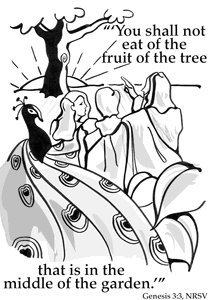 “You shall not
eat of the
fruit of the tree
that is in the
middle of the garden.’”
Genesis 3:3, NRSV